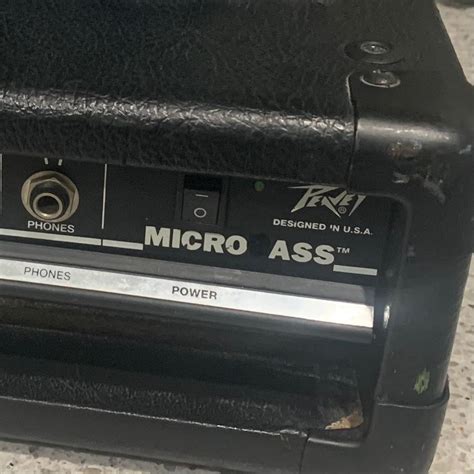 PHONES
PEAVEY®
DESIGNED IN U.S.A.
MICRO ASS™
PHONES POWER